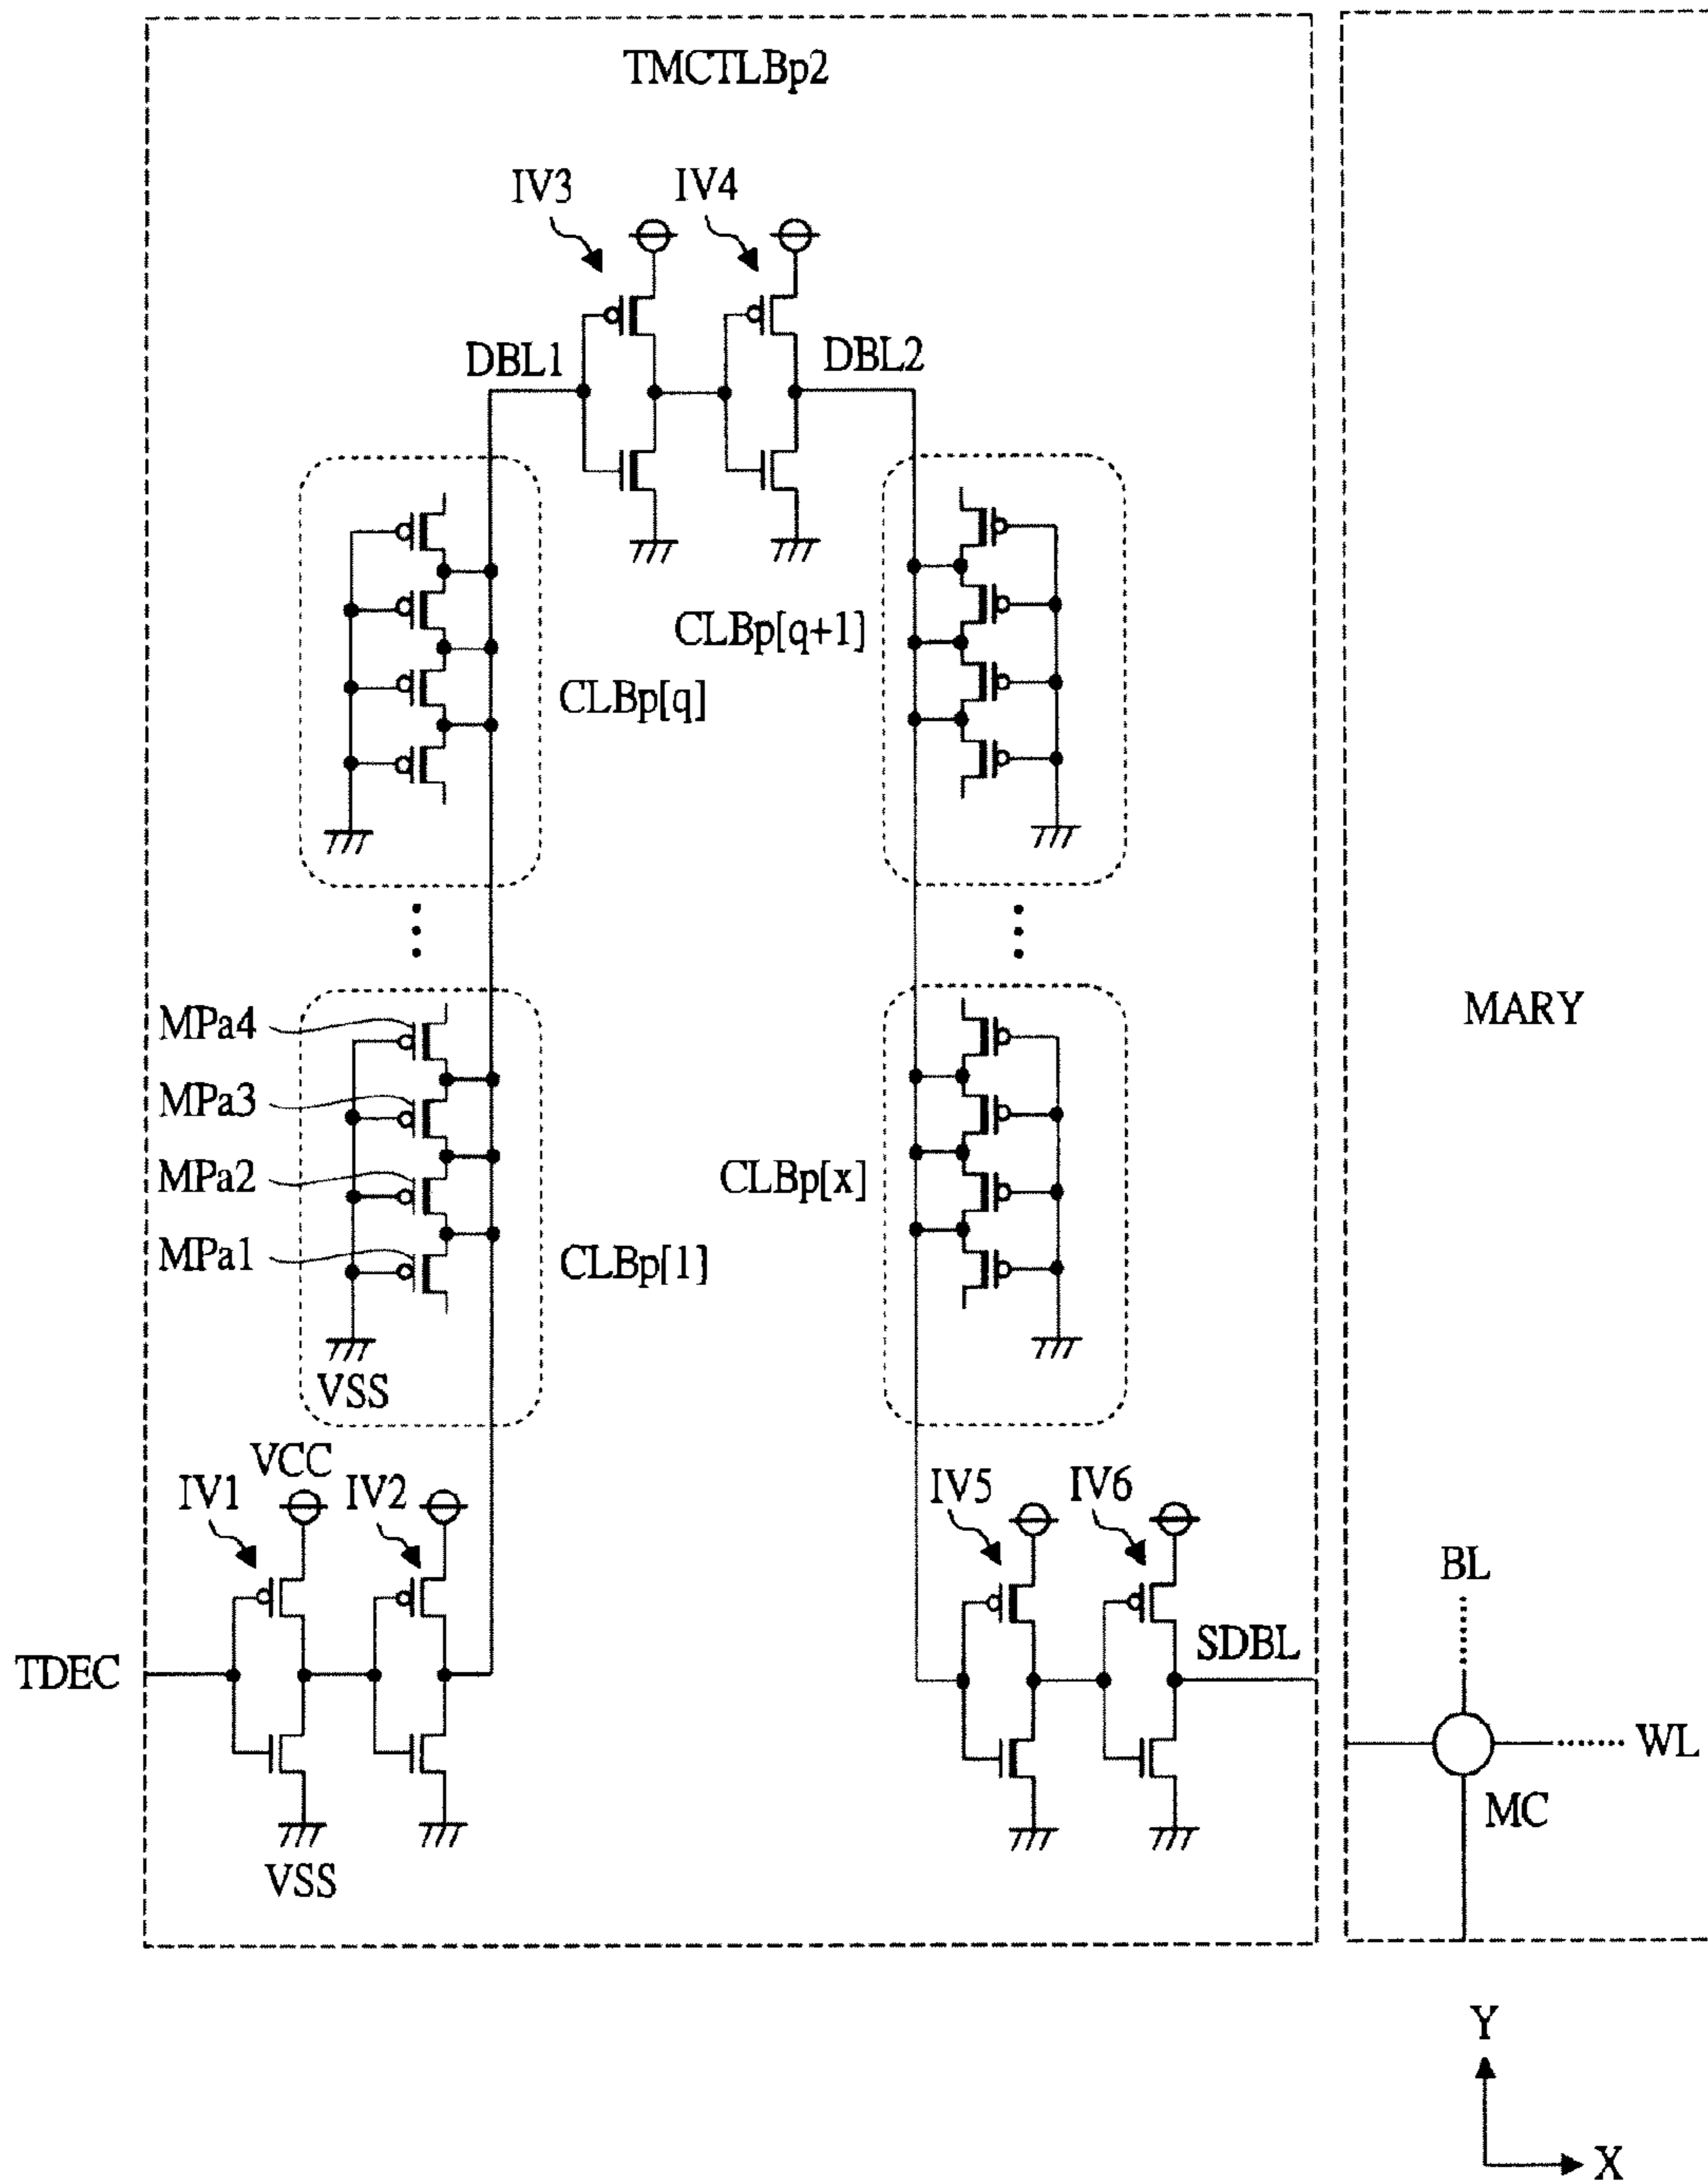 TMCTLBp2
IV3
IV4
DBL1
DBL2
CLBp[q+1]
CLBp[q]
MPa4
MARY
MPa3
MPa2
CLBp[x]
MPa1
CLBp[1]
VSS
VCC
IV1
IV2
IV5
IV6
BL
TDEC
SDBL
WL
MC
VSS
Y
X